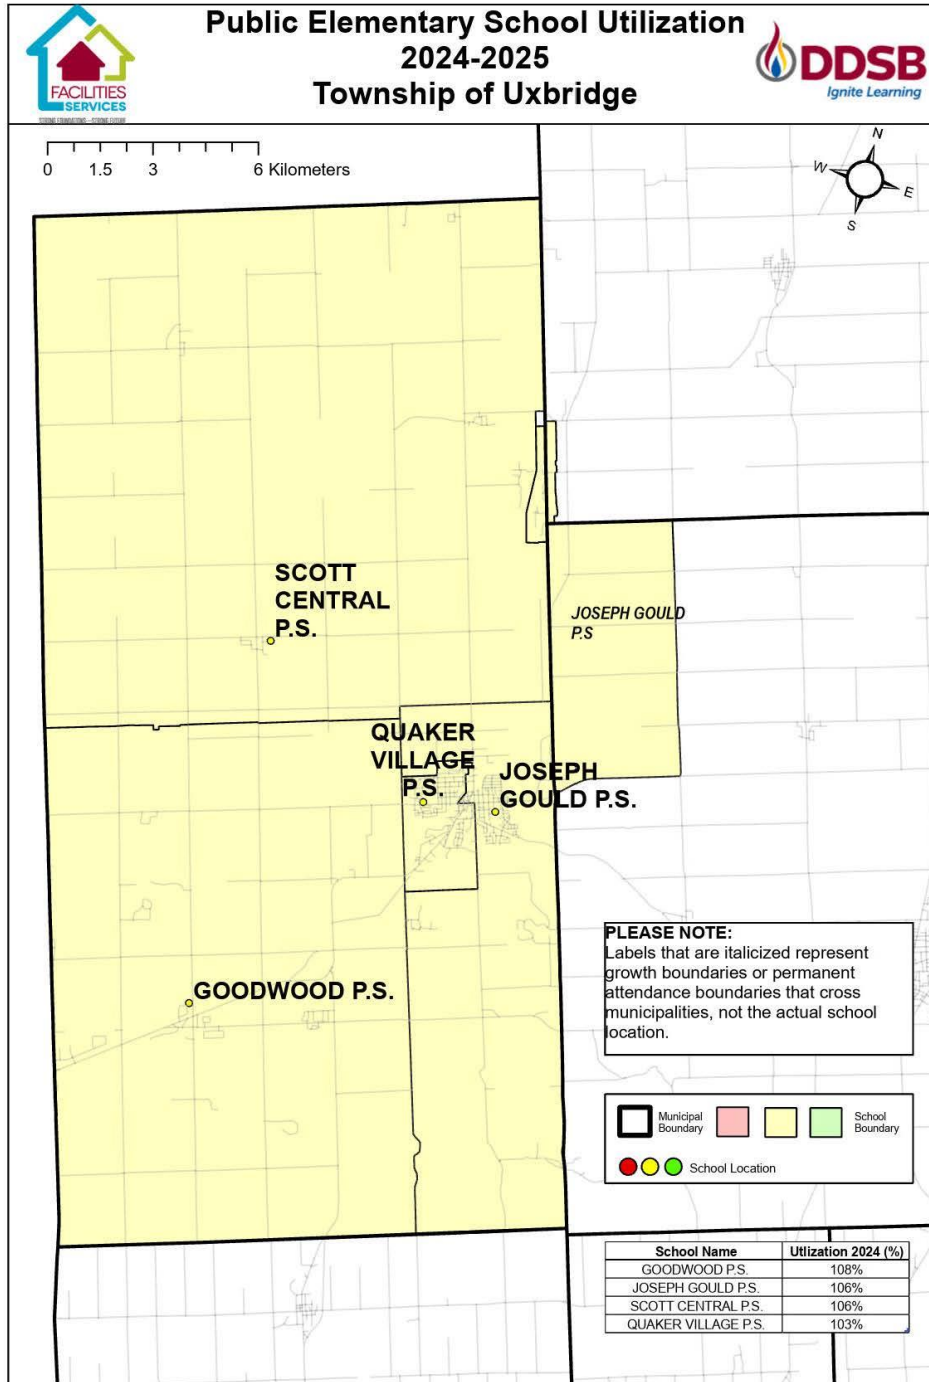 Public Elementary School Utilization
2024-2025
Township of Uxbridge
FACILITIES
SERVICES
DDSB
Ignite Learning
0 1.5 3 6 Kilometers
N
W
E
S
SCOTT
CENTRAL
P.S.
JOSEPH GOULD
P.S
QUAKER
VILLAGE
P.S.
JOSEPH
GOULD P.S.
GOODWOOD P.S.
PLEASE NOTE:
Labels that are italicized represent
growth boundaries or permanent
attendance boundaries that cross
municipalities, not the actual school
location.
Municipal
Boundary
School
Boundary
School Location
School Name Utlization 2024 (%)
GOODWOOD P.S. 108%
JOSEPH GOULD P.S. 106%
SCOTT CENTRAL P.S. 106%
QUAKER VILLAGE P.S. 103%